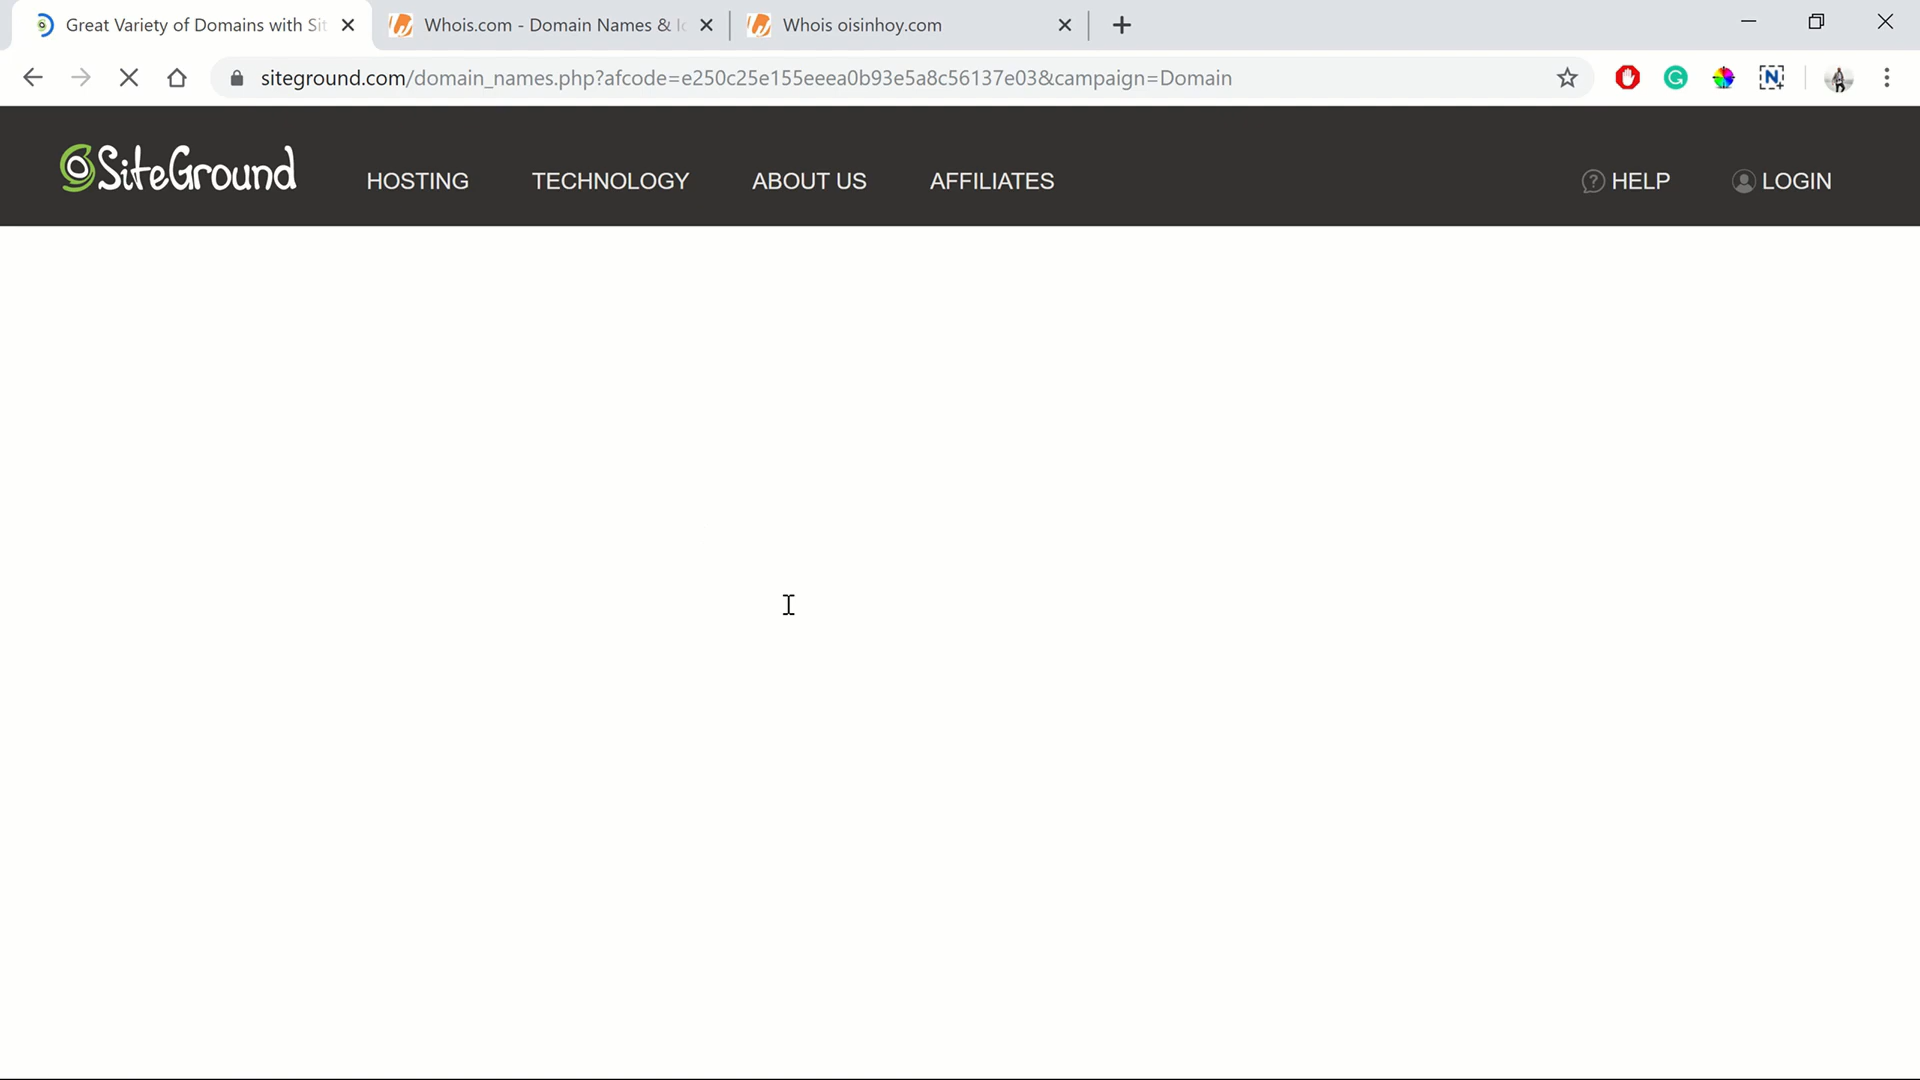 Great Variety of Domains with Sit
Whois.com - Domain Names &
Whois oisinhoy.com
siteground.com/domain_names.php?afcode=e250c25e155eeea0b93e5a8c56137e03&campaign=Domain
SiteGround
HOSTING
TECHNOLOGY
ABOUT US
AFFILIATES
HELP
LOGIN